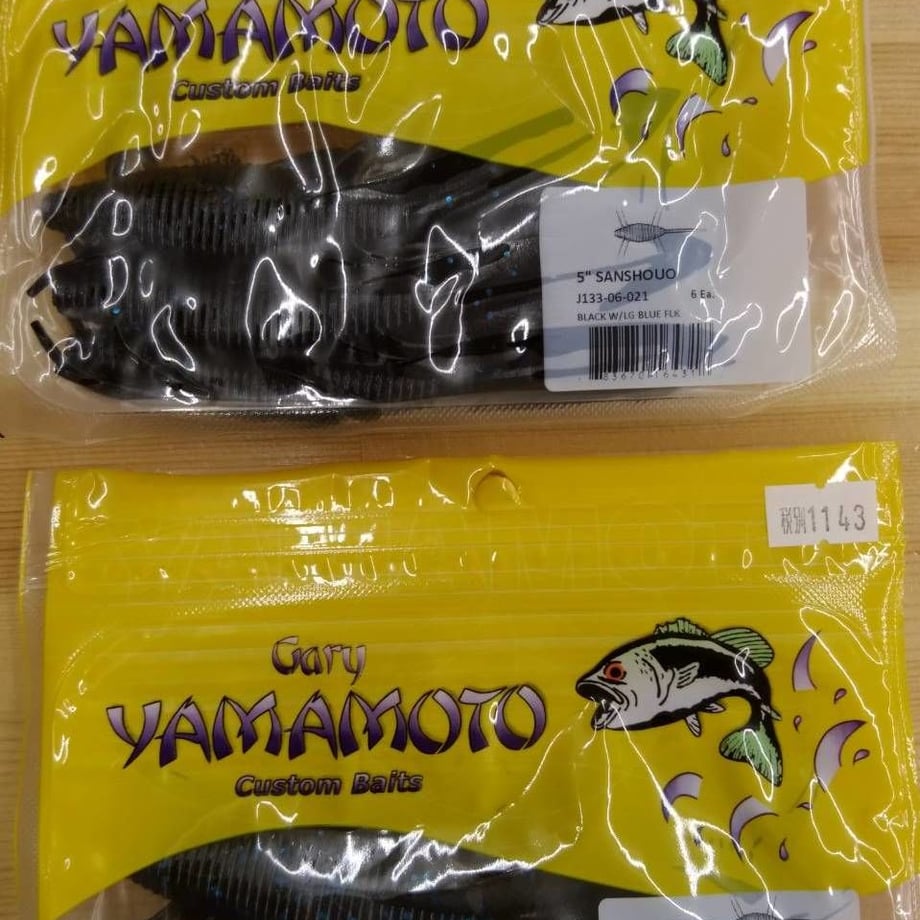 YAMAMOTO
Custom Baits
5" SANSHOUO
J133-06-021 6 Ea.
BLACK W/LG BLUE FLK
税別1143
Gary
YAMAMOTO
Custom Baits